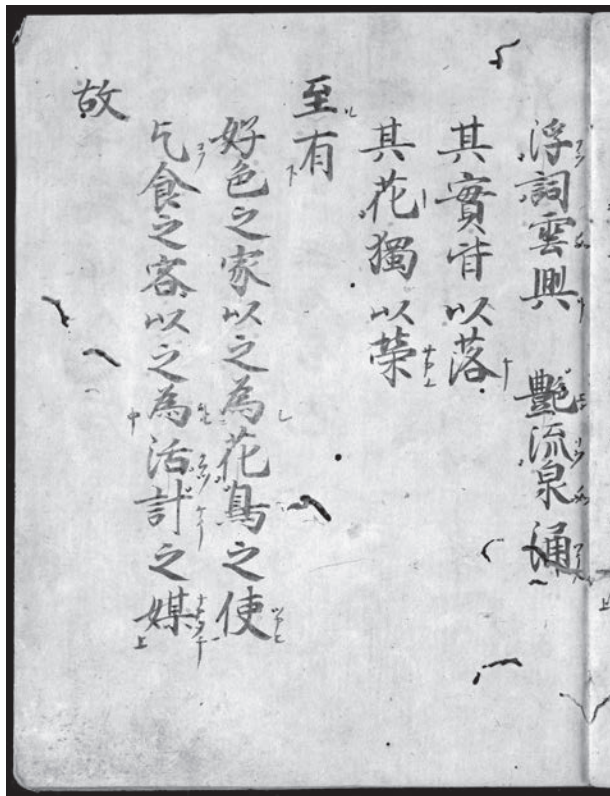 浮詞雲興 艷流泉涌
其實皆以落
其花獨以榮
至有
好色之家以之為花鳥之使
乞食之客以之為活計之媒
故